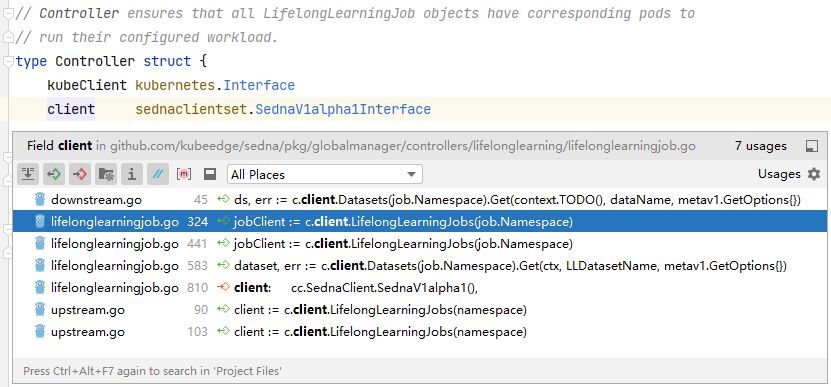 // Controller ensures that all LifelongLearningJob objects have corresponding pods to
// run their configured workload.
type Controller struct {
kubeClient kubernetes.Interface
client sednaclientset.SednaV1alpha1Interface
Field client in github.com/kubeedge/sedna/pkg/globalmanager/controllers/lifelonglearning/lifelonglearningjob.go 7 usages
All Places Usages
downstream.go 45 ds, err := c.client.Datasets(job.Namespace).Get(context.TODO(), dataName, metav1.GetOptions{})
lifelonglearningjob.go 324 jobClient := c.client.LifelongLearningJobs(job.Namespace)
lifelonglearningjob.go 441 jobClient := c.client.LifelongLearningJobs(job.Namespace)
lifelonglearningjob.go 583 dataset, err := c.client.Datasets(job.Namespace).Get(ctx, LLDatasetName, metav1.GetOptions{})
lifelonglearningjob.go 810 client: cc.SednaClient.SednaV1alpha1(),
upstream.go 90 client := c.client.LifelongLearningJobs(namespace)
upstream.go 103 client := c.client.LifelongLearningJobs(namespace)
Press Ctrl+Alt+F7 again to search in 'Project Files'